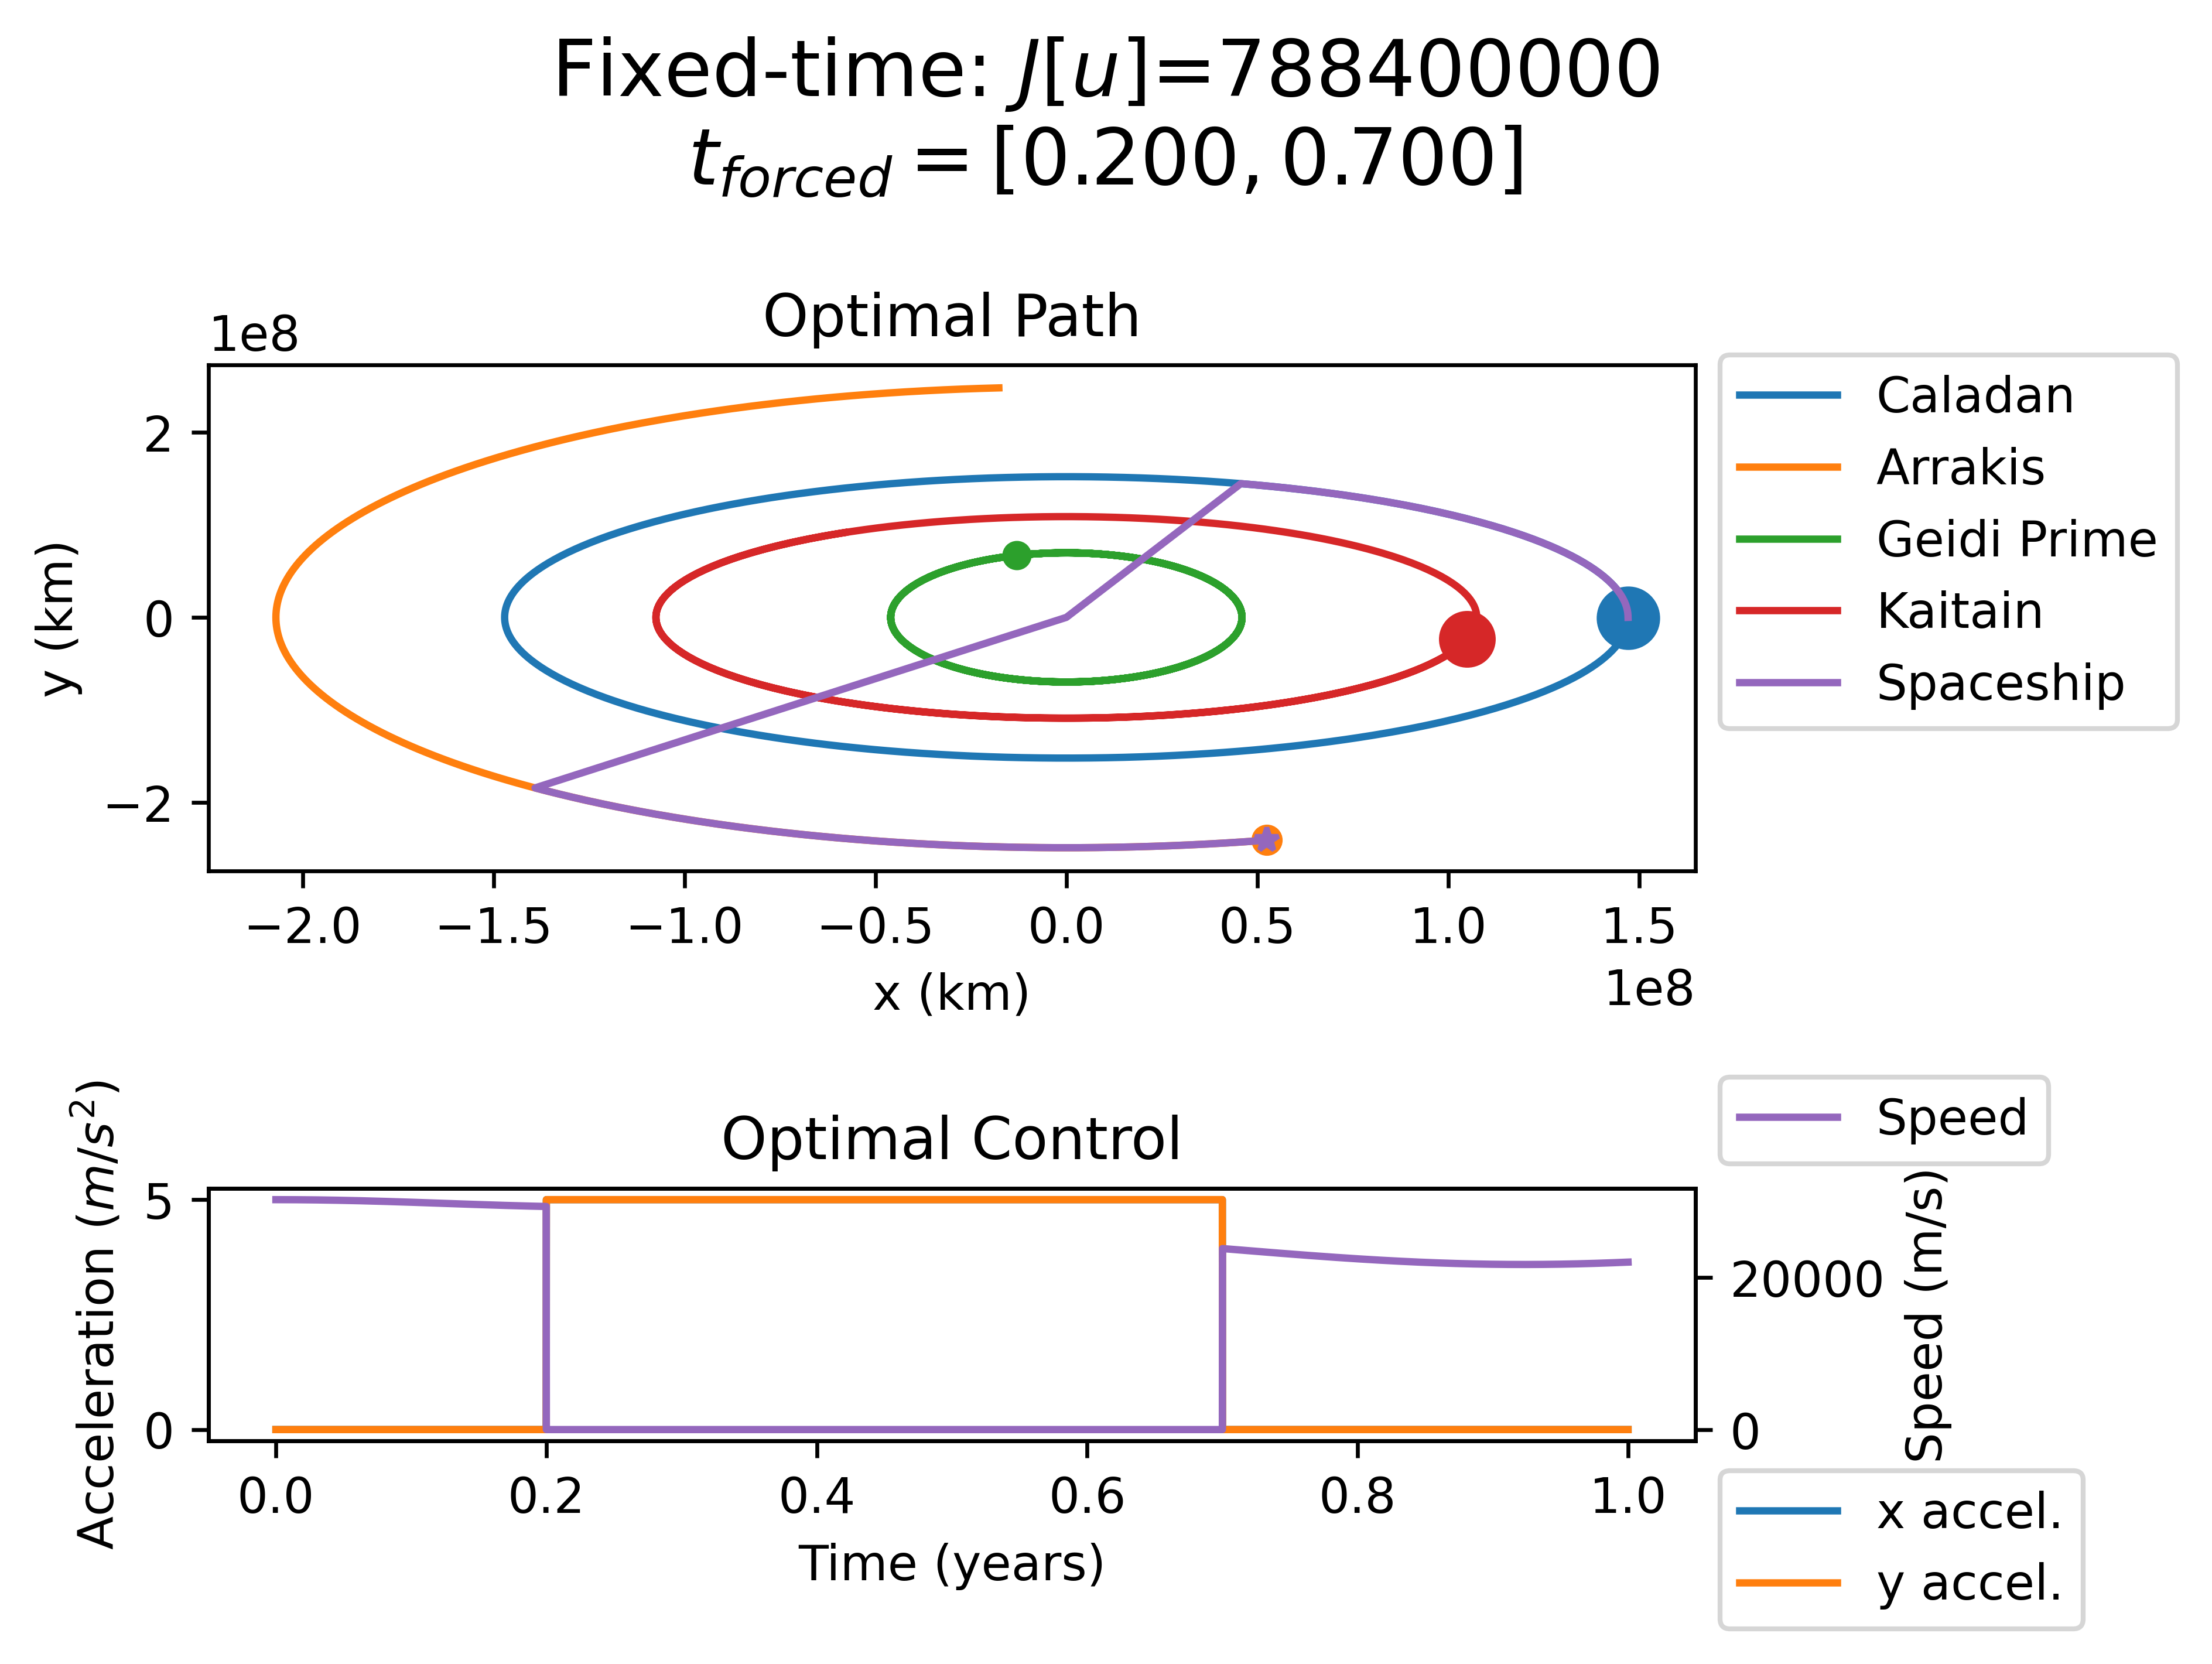 Fixed-time: J[u]=788400000
t_forced = [0.200, 0.700]
Optimal Path
1e8
2
0
−2
y (km)
−2.0 −1.5 −1.0 −0.5 0.0 0.5 1.0 1.5
1e8
x (km)
Caladan
Arrakis
Geidi Prime
Kaitain
Spaceship
Optimal Control
Speed
5
0
Acceleration (m/s²)
20000
0
Speed (m/s)
0.0 0.2 0.4 0.6 0.8 1.0
Time (years)
x accel.
y accel.